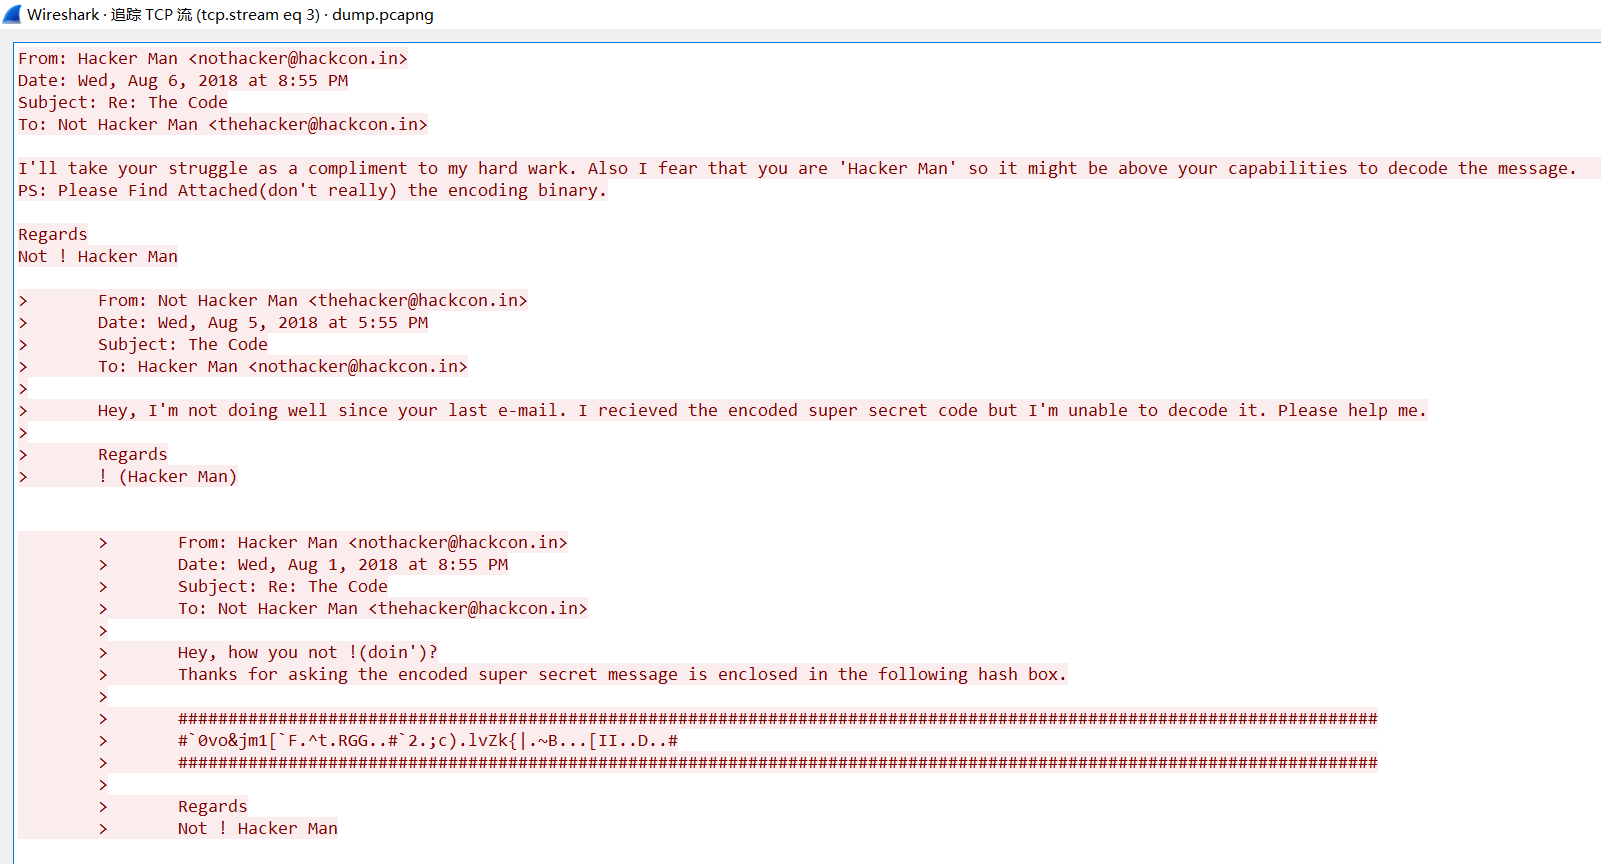 Wireshark · 追踪 TCP 流 (tcp.stream eq 3) · dump.pcapng
From: Hacker Man <nothacker@hackcon.in>
Date: Wed, Aug 6, 2018 at 8:55 PM
Subject: Re: The Code
To: Not Hacker Man <thehacker@hackcon.in>
I'll take your struggle as a compliment to my hard wark. Also I fear that you are 'Hacker Man' so it might be above your capabilities to decode the message.
PS: Please Find Attached(don't really) the encoding binary.
Regards
Not ! Hacker Man
> From: Not Hacker Man <thehacker@hackcon.in>
> Date: Wed, Aug 5, 2018 at 5:55 PM
> Subject: The Code
> To: Hacker Man <nothacker@hackcon.in>
>
> Hey, I'm not doing well since your last e-mail. I recieved the encoded super secret code but I'm unable to decode it. Please help me.
>
> Regards
> ! (Hacker Man)
> From: Hacker Man <nothacker@hackcon.in>
> Date: Wed, Aug 1, 2018 at 8:55 PM
> Subject: Re: The Code
> To: Not Hacker Man <thehacker@hackcon.in>
>
> Hey, how you not !(doin')?
> Thanks for asking the encoded super secret message is enclosed in the following hash box.
>
> ########################################################################################################################
> #`0vo&jm1[`F.^t.RGG..#`2.;c).lvZk{|.~B...[II..D..#
> ########################################################################################################################
>
> Regards
> Not ! Hacker Man